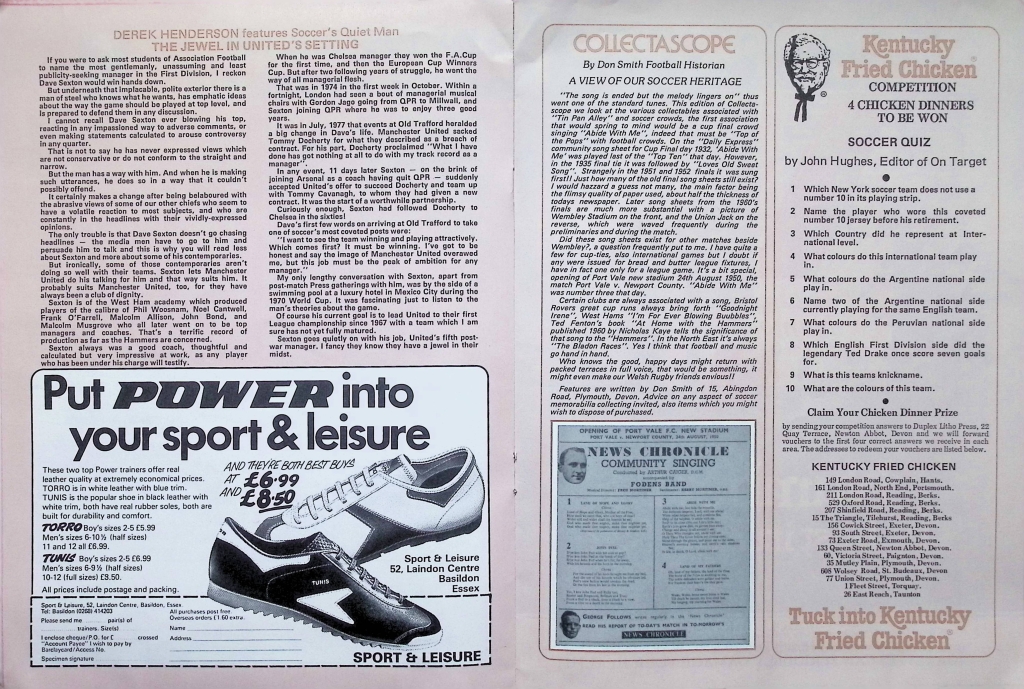 DEREK HENDERSON features Soccer's Quiet Man
THE JEWEL IN UNITED'S SETTING
If you were to ask most students of Association Football
to name the most gentlemanly, unassuming and least
publicity-seeking manager in the First Division, I reckon
Dave Sexton would win hands down.
But underneath that implacable, polite exterior there is a
man of steel who knows what he wants, has emphatic ideas
about the way the game should be played at top level, and
is prepared to defend them in any discussion.
I cannot recall Dave Sexton ever blowing his top,
reacting in any impassioned way to adverse comments, or
even making statements calculated to arouse controversy
in any quarter.
That is not to say he has never expressed views which
are not conservative or do not conform to the straight and
narrow.
But the man has a way with him. And when he is making
such utterances, he does so in a way that it couldn't
possibly offend.
It certainly makes a change after being belaboured with
the abrasive views of some of our other chiefs who seem to
have a volatile reaction to most subjects, and who are
constantly in the headlines with their vividly-expressed
opinions.
The only trouble is that Dave Sexton doesn't go chasing
headlines — the media men have to go to him and
persuade him to talk and this is why you will read less
about Sexton and more about some of his contemporaries.
But ironically, some of those contemporaries aren't
doing so well with their teams. Sexton lets Manchester
United do his talking for him and that way suits him. It
probably suits Manchester United, too, for they have
always been a club of dignity.
Sexton is of the West Ham academy which produced
players of the calibre of Phil Woosnam, Noel Cantwell,
Frank O'Farrell, Malcolm Allison, John Bond, and
Malcolm Musgrove who all later went on to be top
managers and coaches. That's a terrific record of
production as far as the Hammers are concerned.
Sexton always was a good coach, thoughtful and
calculated but very impressive at work, as any player
who has been under his charge will testify.
When he was Chelsea manager they won the F.A.Cup
for the first time, and then the European Cup Winners
Cup. But after two following years of struggle, he went the
way of all managerial flesh.
That was in 1974 in the first week in October. Within a
fortnight, London had seen a bout of managerial musical
chairs with Gordon Jago going from QPR to Millwall, and
Sexton joining QPR where he was to enjoy three good
years.
It was in July, 1977 that events at Old Trafford heralded
a big change in Dave's life. Manchester United sacked
Tommy Docherty for what they described as a breach of
contract. For his part, Docherty proclaimed "What I have
done has got nothing at all to do with my track record as a
manager".
In any event, 11 days later Sexton — on the brink of
joining Arsenal as a coach having quit QPR — suddenly
accepted United's offer to succeed Docherty and team up
with Tommy Cavanagh, to whom they had given a new
contract. It was the start of a worthwhile partnership.
Curiously enough, Sexton had followed Docherty to
Chelsea in the sixties!
Dave's first few words on arriving at Old Trafford to take
one of soccer's most coveted posts were:
"I want to see the team winning and playing attractively.
Which comes first? It must be winning. I've got to be
honest and say the image of Manchester United overawed
me, but this job must be the peak of ambition for any
manager."
My only lengthy conversation with Sexton, apart from
post-match Press gatherings with him, was by the side of a
swimming pool at a luxury hotel in Mexico City during the
1970 World Cup. It was fascinating just to listen to the
man's theories about the game.
Of course his current goal is to lead United to their first
League championship since 1967 with a team which I am
sure has not yet fully matured.
Sexton goes quietly on with his job, United's fifth post-
war manager. I fancy they know they have a jewel in their
midst.
Put POWER into
your sport & leisure
These two top Power trainers offer real
leather quality at extremely economical prices.
TORRO is in white leather with blue trim.
TUNIS is the popular shoe in black leather with
white trim, both have real rubber soles, both are
built for durability and comfort.
TORRO Boy's sizes 2-5 £5.99
Men's sizes 6-10½ (half sizes)
11 and 12 all £6.99.
TUNIS Boy's sizes 2-5 £6.99
Men's sizes 6-9½ (half sizes)
10-12 (full sizes) £8.50.
All prices include postage and packing.
AND THEY'RE BOTH BEST BUYS
AT £6·99
AND £8·50
TUNIS
Sport & Leisure
52, Laindon Centre
Basildon
Essex
Sport & Leisure, 52, Laindon Centre, Basildon, Essex
Tel: Basildon (0268) 414203
All purchases post free.
Overseas orders £1.60 extra.
Please send me pair(s) of
trainers. Size(s)
Name
I enclose cheque/P.O. for £ crossed
"Account Payee" I wish to pay by
Barclaycard/Access No.
Address
Specimen signature
SPORT & LEISURE
COLLECTASCOPE
By Don Smith Football Historian
A VIEW OF OUR SOCCER HERITAGE
"The song is ended but the melody lingers on" thus
went one of the standard tunes. This edition of Collecta-
scope we look at the various collectables associated with
"Tin Pan Alley" and soccer crowds, the first association
that would spring to mind would be a cup final crowd
singing "Abide With Me", indeed that must be "Top of
the Pops" with football crowds. On the "Daily Express"
community song sheet for Cup Final day 1932, 'Abide With
Me' was played last of the "Top Ten" that day. However,
in the 1935 final tie it was followed by "Loves Old Sweet
Song". Strangely in the 1951 and 1952 finals it was sung
first!! Just how many of the old final song sheets still exist?
I would hazzard a guess not many, the main factor being
the flimsy quality of paper used, about half the thickness of
todays newspaper. Later song sheets from the 1960's
finals are much more substantial with a picture of
Wembley Stadium on the front, and the Union Jack on the
reverse, which were waved frequently during the
preliminaries and during the match.
Did these song sheets exist for other matches beside
Wembley?, a question frequently put to me. I have quite a
few for cup-ties, also international games but I doubt if
any were issued for bread and butter league fixtures, I
have in fact one only for a league game. It's a bit special,
opening of Port Vale new stadium 24th August 1950, the
match Port Vale v. Newport County. "Abide With Me"
was number three that day.
Certain clubs are always associated with a song, Bristol
Rovers great cup runs always bring forth "Goodnight
Irene", West Hams "I'm For Ever Blowing Bubbles",
Ted Fenton's book "At Home with the Hammers"
published 1960 by Nicholas Kaye tells the significance of
that song to the "Hammers". In the North East it's always
"The Bladon Races". Yes I think that football and music
go hand in hand.
Who knows the good, happy days might return with
packed terraces in full voice, that would be something, it
might even make our Welsh Rugby friends envious!!
Features are written by Don Smith of 15, Abingdon
Road, Plymouth, Devon. Advice on any aspect of soccer
memorabilia collecting invited, also items which you might
wish to dispose of purchased.
OPENING OF PORT VALE F.C. NEW STADIUM
PORT VALE v. NEWPORT COUNTY, 24th AUGUST, 1950
NEWS CHRONICLE
COMMUNITY SINGING
FODENS BAND
1
2
3
4
GEORGE FOLLOWS
READ HIS REPORT OF TO-DAY'S MATCH IN TO-MORROW'S
NEWS CHRONICLE
Kentucky
Fried Chicken®
COMPETITION
4 CHICKEN DINNERS
TO BE WON
SOCCER QUIZ
by John Hughes, Editor of On Target
1 Which New York soccer team does not use a
number 10 in its playing strip.
2 Name the player who wore this coveted
number 10 jersey before his retirement.
3 Which Country did he represent at Inter-
national level.
4 What colours do this international team play
in.
5 What colours do the Argentine national side
play in.
6 Name two of the Argentine national side
currently playing for the same English team.
7 What colours do the Peruvian national side
play in.
8 Which English First Division side did the
legendary Ted Drake once score seven goals
for.
9 What is this teams knickname.
10 What are the colours of this team.
Claim Your Chicken Dinner Prize
by sending your competition answers to Duplex Litho Press, 22
Quay Terrace, Newton Abbot, Devon and we will forward
vouchers to the first four correct answers we receive in each
area. The addresses to redeem your vouchers are listed below.
KENTUCKY FRIED CHICKEN
149 London Road, Cowplain, Hants.
161 London Road, North End, Portsmouth.
211 London Road, Reading, Berks.
529 Oxford Road, Reading, Berks.
207 Shinfield Road, Reading, Berks.
15 The Triangle, Tilehurst, Reading, Berks
156 Cowick Street, Exeter, Devon.
93 South Street, Exeter, Devon.
73 Exeter Road, Exmouth, Devon.
133 Queen Street, Newton Abbot, Devon.
60, Victoria Street, Paignton, Devon.
35 Mutley Plain, Plymouth, Devon.
608 Wolsey Road, St. Budeaux, Devon
77 Union Street, Plymouth, Devon.
1 Fleet Street, Torquay.
26 East Reach, Taunton
Tuck into Kentucky
Fried Chicken®